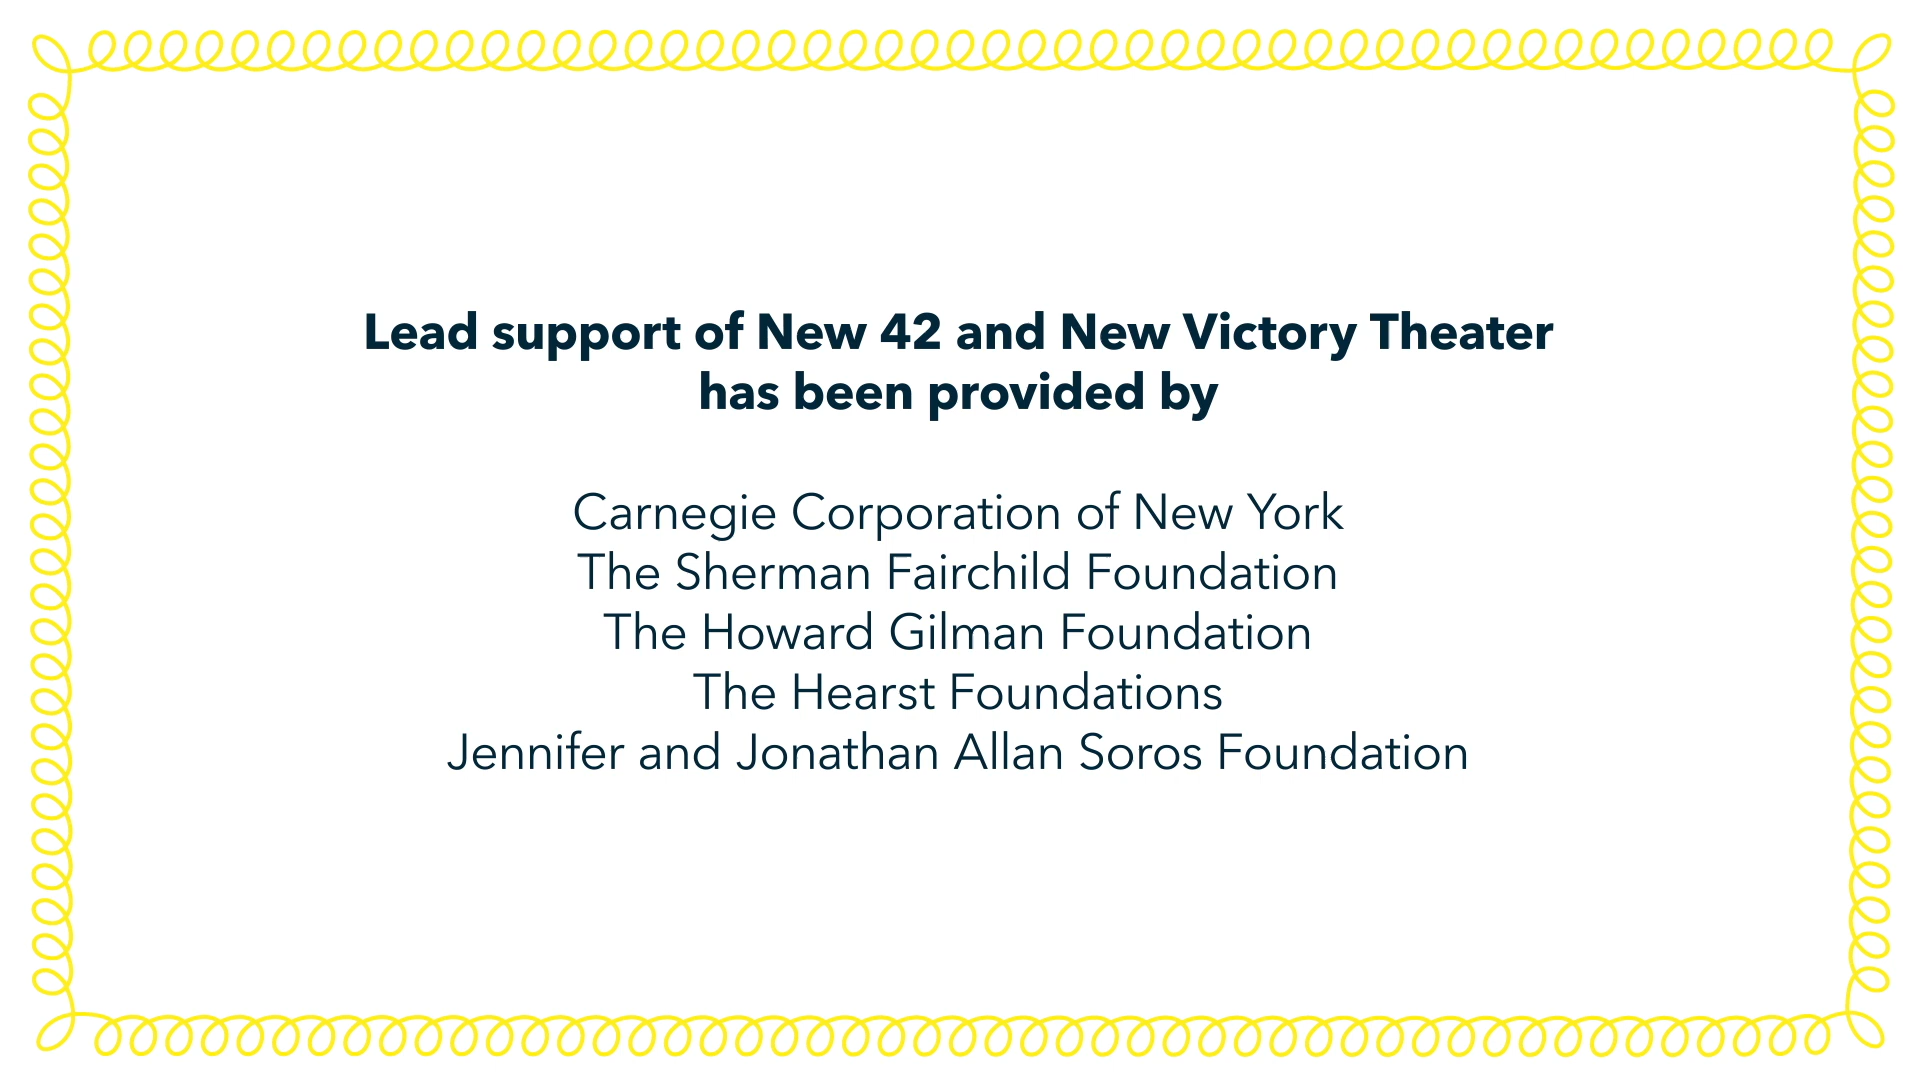 Lead support of New 42 and New Victory Theater
has been provided by
Carnegie Corporation of New York
The Sherman Fairchild Foundation
The Howard Gilman Foundation
The Hearst Foundations
Jennifer and Jonathan Allan Soros Foundation